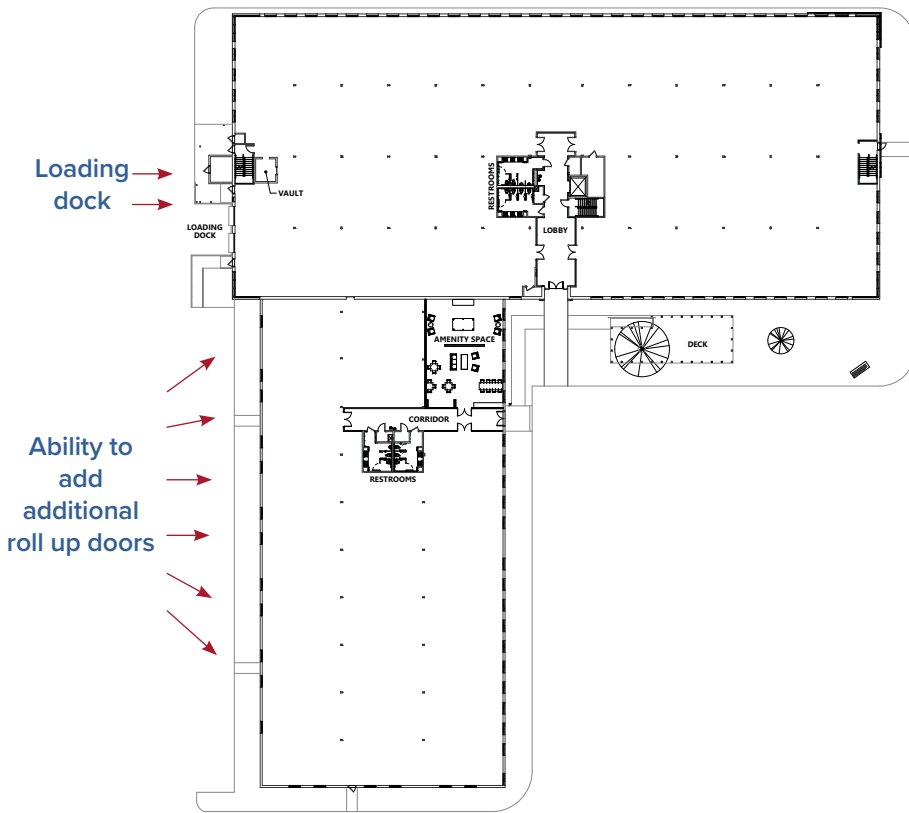 Loading
dock
VAULT
RESTROOMS
LOADING
DOCK
LOBBY
AMENITY SPACE
DECK
CORRIDOR
RESTROOMS
Ability to
add
additional
roll up doors